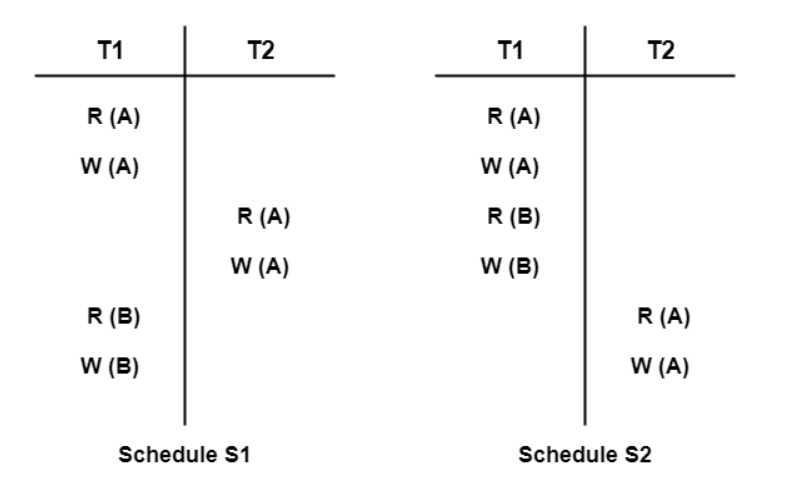 T1 T2 T1 T2
R (A) R (A)
W (A) W (A)
R (A) R (B)
W (A) W (B)
R (B) R (A)
W (B) W (A)
Schedule S1 Schedule S2